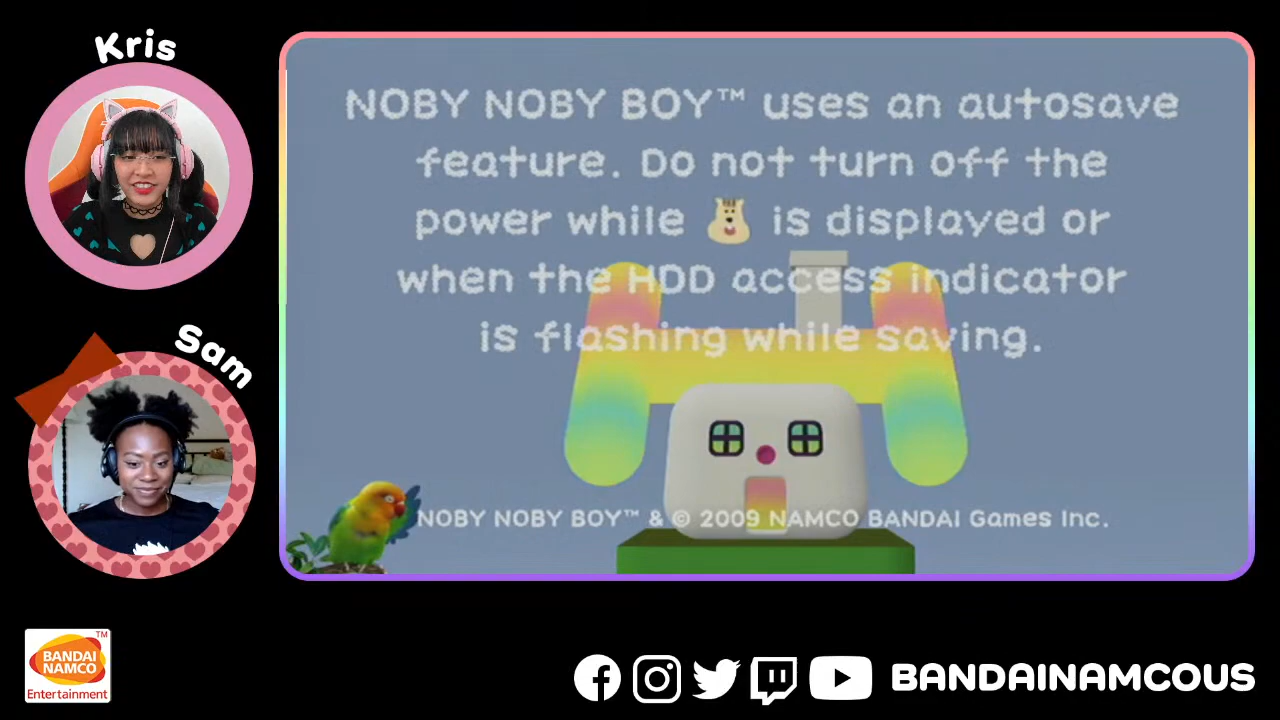 Kris
NOBY NOBY BOY™ uses an autosave
feature. Do not turn off the
power while is displayed or
when the HDD access indicator
is flashing while saving.
Sam
NOBY NOBY BOY™ & © 2009 NAMCO BANDAI Games Inc.
TM
BANDAI
NAMCO
Entertainment
BANDAINAMCOUS